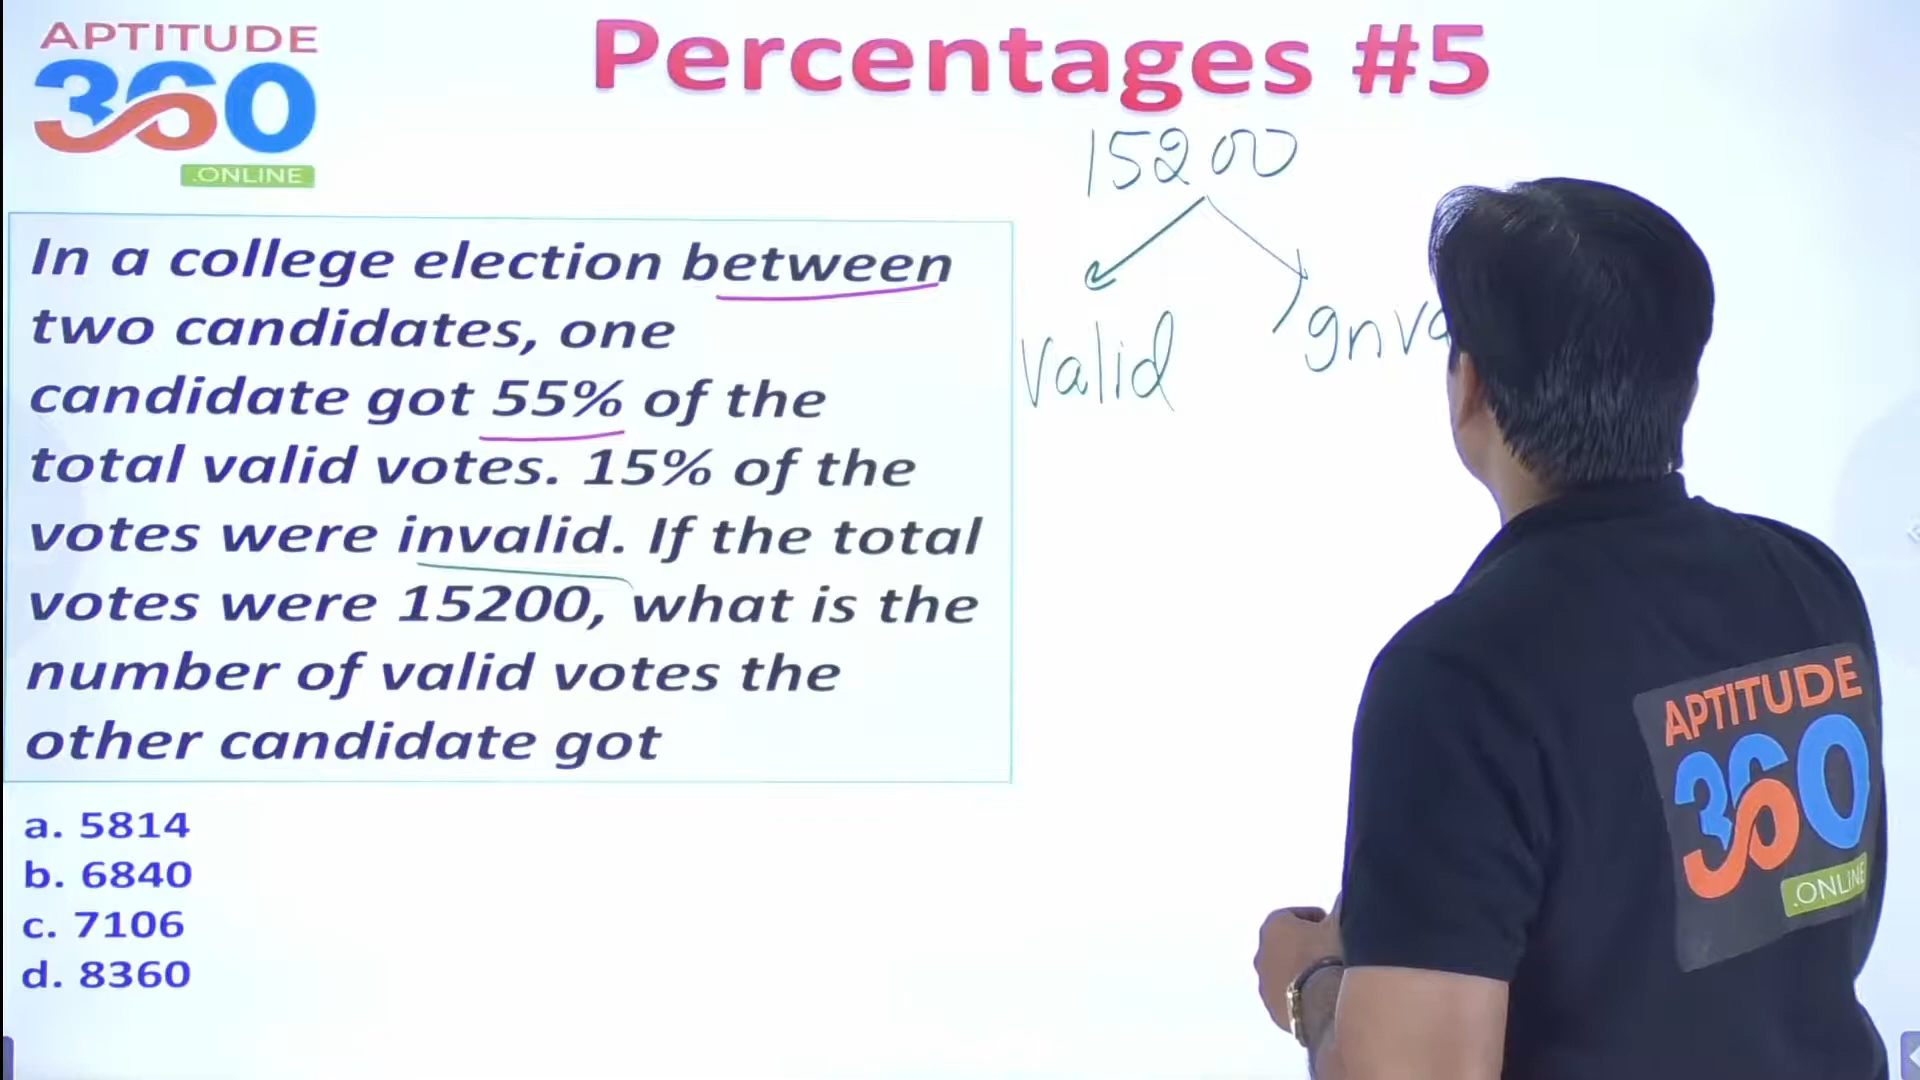 APTITUDE
360
.ONLINE
Percentages #5
15200
valid
In a college election between
two candidates, one
candidate got 55% of the
total valid votes. 15% of the
votes were invalid. If the total
votes were 15200, what is the
number of valid votes the
other candidate got
a. 5814
b. 6840
c. 7106
d. 8360
APTITUDE
360
.ONLINE